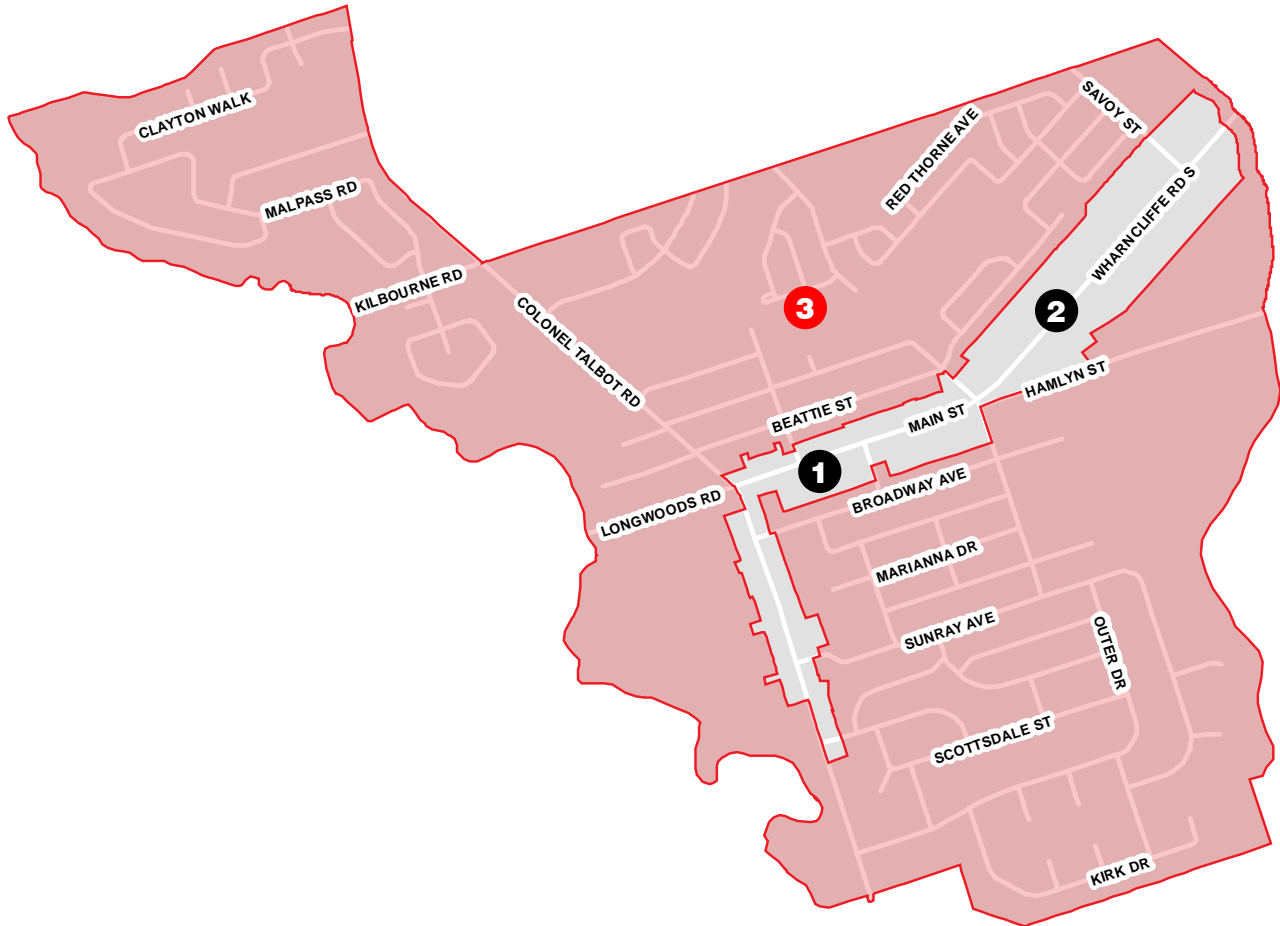 CLAYTON WALK
SAVOY ST
RED THORNE AVE
MALPASS RD
WHARNCLIFFE RD S
KILBOURNE RD
COLONEL TALBOT RD
3
2
HAMLYN ST
BEATTIE ST
MAIN ST
1
BROADWAY AVE
LONGWOODS RD
MARIANNA DR
SUNRAY AVE
OUTER DR
SCOTTSDALE ST
KIRK DR